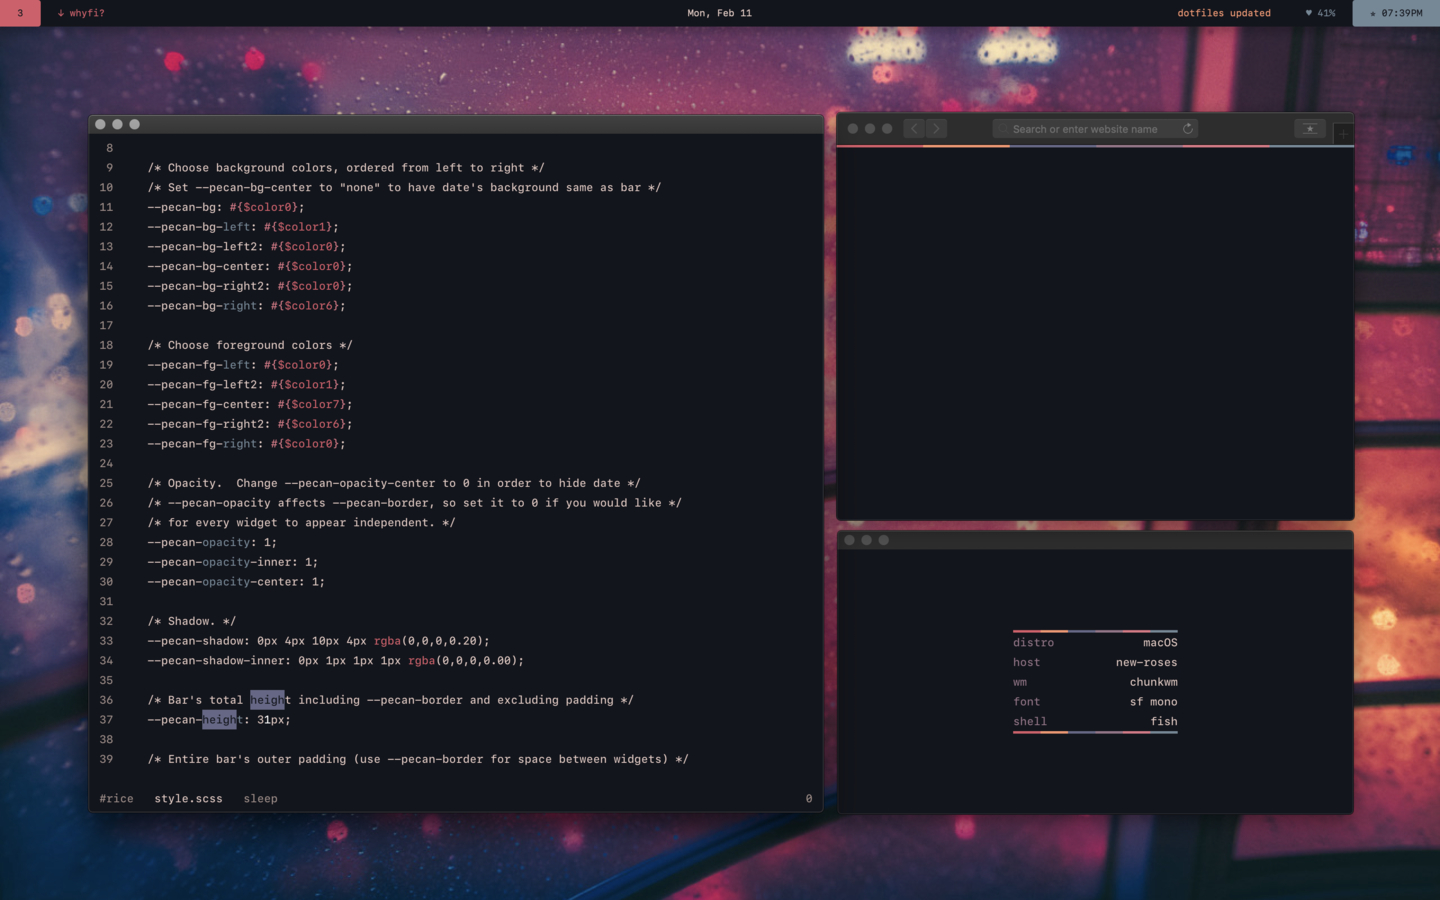 3 ↓ whyfi? Mon, Feb 11 dotfiles updated ♥ 41% ★ 07:39PM
8
9 /* Choose background colors, ordered from left to right */
10 /* Set --pecan-bg-center to "none" to have date's background same as bar */
11 --pecan-bg: #{$color0};
12 --pecan-bg-left: #{$color1};
13 --pecan-bg-left2: #{$color0};
14 --pecan-bg-center: #{$color0};
15 --pecan-bg-right2: #{$color0};
16 --pecan-bg-right: #{$color6};
17
18 /* Choose foreground colors */
19 --pecan-fg-left: #{$color0};
20 --pecan-fg-left2: #{$color1};
21 --pecan-fg-center: #{$color7};
22 --pecan-fg-right2: #{$color6};
23 --pecan-fg-right: #{$color0};
24
25 /* Opacity.  Change --pecan-opacity-center to 0 in order to hide date */
26 /* --pecan-opacity affects --pecan-border, so set it to 0 if you would like */
27 /* for every widget to appear independent. */
28 --pecan-opacity: 1;
29 --pecan-opacity-inner: 1;
30 --pecan-opacity-center: 1;
31
32 /* Shadow. */
33 --pecan-shadow: 0px 4px 10px 4px rgba(0,0,0,0.20);
34 --pecan-shadow-inner: 0px 1px 1px 1px rgba(0,0,0,0.00);
35
36 /* Bar's total height including --pecan-border and excluding padding */
37 --pecan-height: 31px;
38
39 /* Entire bar's outer padding (use --pecan-border for space between widgets) */
#rice style.scss sleep 0
Search or enter website name
distro macOS
host new-roses
wm chunkwm
font sf mono
shell fish